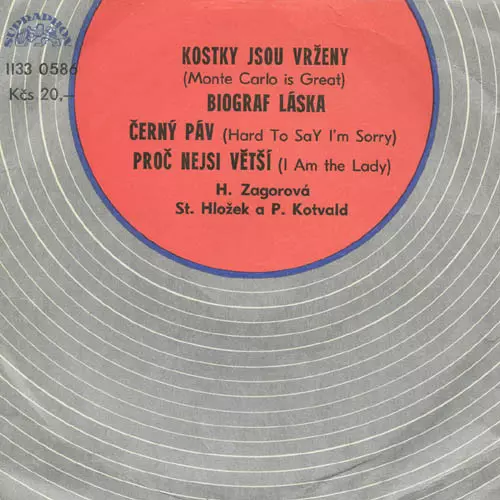 SUPRAPHON
1133 0586
Kčs 20,–
KOSTKY JSOU VRŽENY
(Monte Carlo is Great)
BIOGRAF LÁSKA
ČERNÝ PÁV (Hard To SaY I'm Sorry)
PROČ NEJSI VĚTŠÍ (I Am the Lady)
H. Zagorová
St. Hložek a P. Kotvald